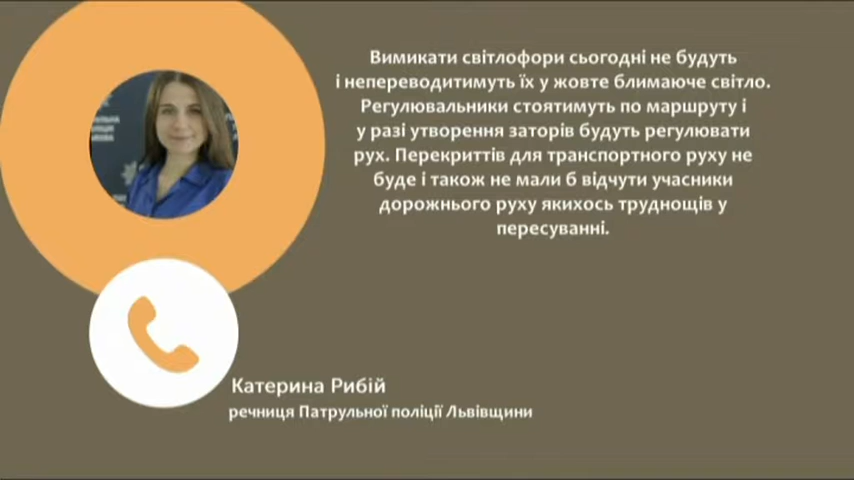 Вимикати світлофори сьогодні не будуть
і непереводитимуть їх у жовте блимаюче світло.
Регулювальники стоятимуть по маршруту і
у разі утворення заторів будуть регулювати
рух. Перекриттів для транспортного руху не
буде і також не мали б відчути учасники
дорожнього руху якихось труднощів у
пересуванні.
Катерина Рибій
речниця Патрульної поліції Львівщини